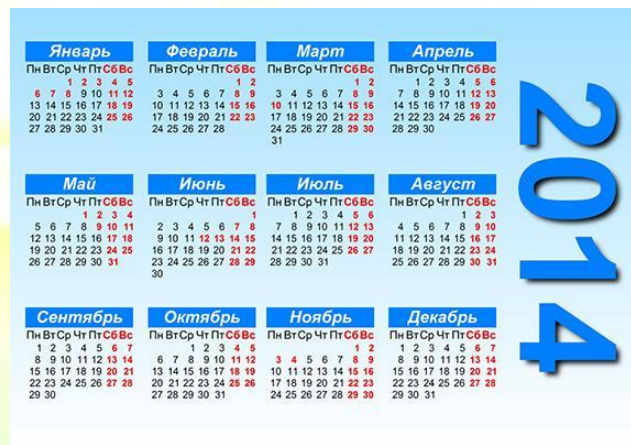 Январь
Пн Вт Ср Чт Пт Сб Вс
1 2 3 4 5
6 7 8 9 10 11 12
13 14 15 16 17 18 19
20 21 22 23 24 25 26
27 28 29 30 31
Февраль
Пн Вт Ср Чт Пт Сб Вс
1 2
3 4 5 6 7 8 9
10 11 12 13 14 15 16
17 18 19 20 21 22 23
24 25 26 27 28
Март
Пн Вт Ср Чт Пт Сб Вс
1 2
3 4 5 6 7 8 9
10 11 12 13 14 15 16
17 18 19 20 21 22 23
24 25 26 27 28 29 30
31
Апрель
Пн Вт Ср Чт Пт Сб Вс
1 2 3 4 5 6
7 8 9 10 11 12 13
14 15 16 17 18 19 20
21 22 23 24 25 26 27
28 29 30
Май
Пн Вт Ср Чт Пт Сб Вс
1 2 3 4
5 6 7 8 9 10 11
12 13 14 15 16 17 18
19 20 21 22 23 24 25
26 27 28 29 30 31
Июнь
Пн Вт Ср Чт Пт Сб Вс
1
2 3 4 5 6 7 8
9 10 11 12 13 14 15
16 17 18 19 20 21 22
23 24 25 26 27 28 29
30
Июль
Пн Вт Ср Чт Пт Сб Вс
1 2 3 4 5 6
7 8 9 10 11 12 13
14 15 16 17 18 19 20
21 22 23 24 25 26 27
28 29 30 31
Август
Пн Вт Ср Чт Пт Сб Вс
1 2 3
4 5 6 7 8 9 10
11 12 13 14 15 16 17
18 19 20 21 22 23 24
25 26 27 28 29 30 31
Сентябрь
Пн Вт Ср Чт Пт Сб Вс
1 2 3 4 5 6 7
8 9 10 11 12 13 14
15 16 17 18 19 20 21
22 23 24 25 26 27 28
29 30
Октябрь
Пн Вт Ср Чт Пт Сб Вс
1 2 3 4 5
6 7 8 9 10 11 12
13 14 15 16 17 18 19
20 21 22 23 24 25 26
27 28 29 30 31
Ноябрь
Пн Вт Ср Чт Пт Сб Вс
1 2
3 4 5 6 7 8 9
10 11 12 13 14 15 16
17 18 19 20 21 22 23
24 25 26 27 28 29 30
Декабрь
Пн Вт Ср Чт Пт Сб Вс
1 2 3 4 5 6 7
8 9 10 11 12 13 14
15 16 17 18 19 20 21
22 23 24 25 26 27 28
29 30 31
2014